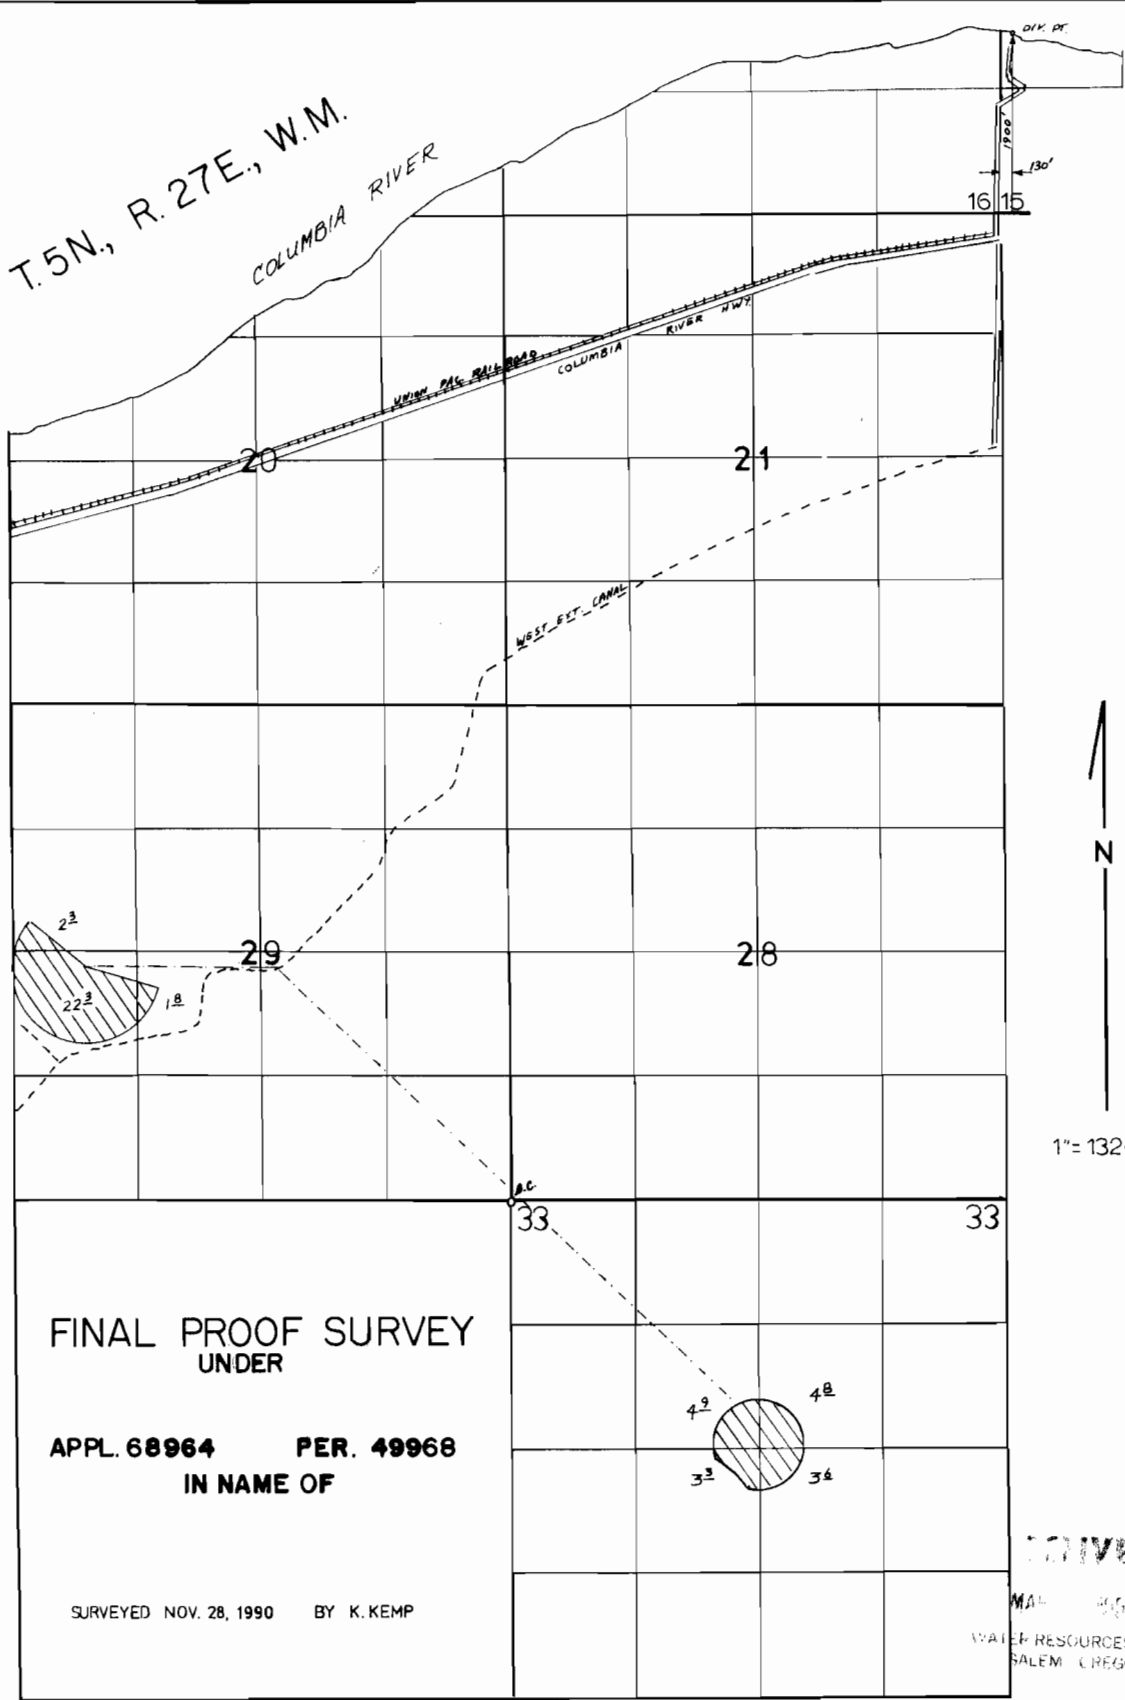 DIV. PT.
T. 5N., R. 27E., W.M.
COLUMBIA RIVER
1900'
130'
16 15
UNION PAC. RAILROAD
COLUMBIA RIVER HWY.
20
21
WEST EXT. CANAL
N
2 3
29
28
22 3
1 8
1"= 132
B.C.
33
33
FINAL PROOF SURVEY
UNDER
4 9
4 8
APPL. 68964 PER. 49968
IN NAME OF
3 3
3 6
SURVEYED NOV. 28, 1990 BY K. KEMP
WATER RESOURCES
SALEM